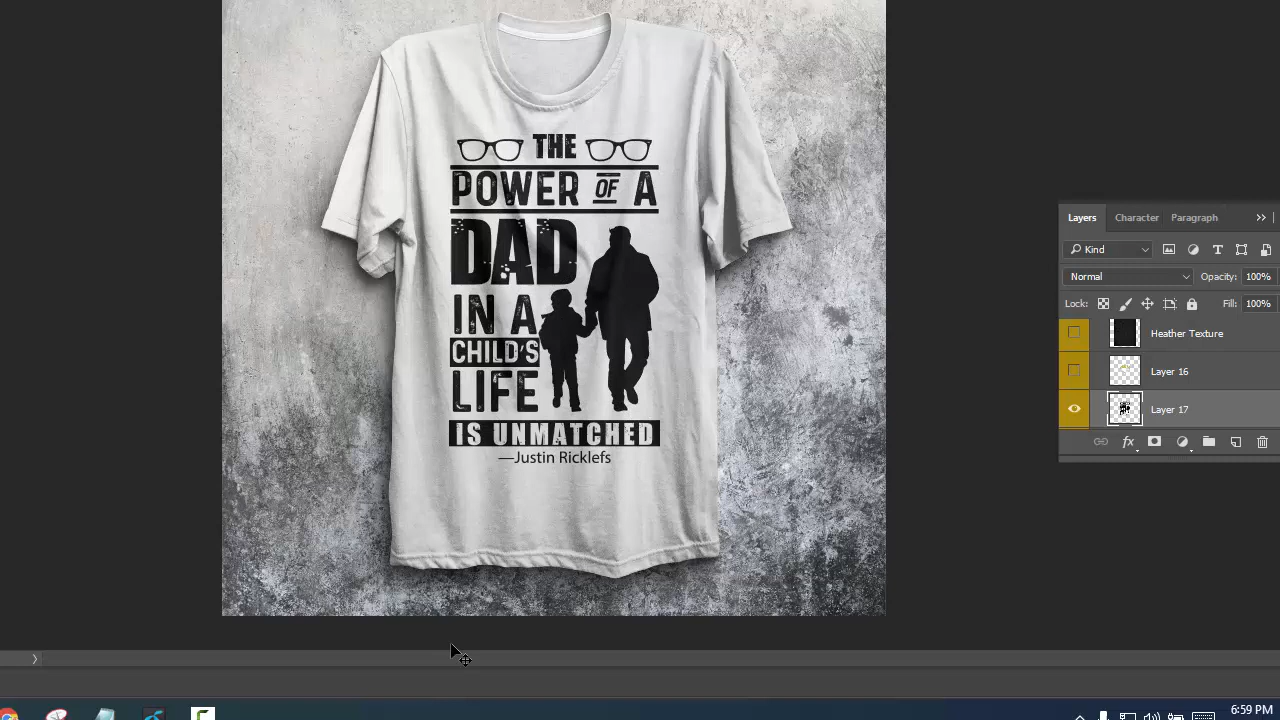 THE
POWER OF A
DAD
IN A
CHILD'S
LIFE
IS UNMATCHED
—Justin Ricklefs
Layers Character Paragraph
Kind
Normal Opacity: 100%
Lock: Fill: 100%
Heather Texture
Layer 16
Layer 17
fx
6:59 PM